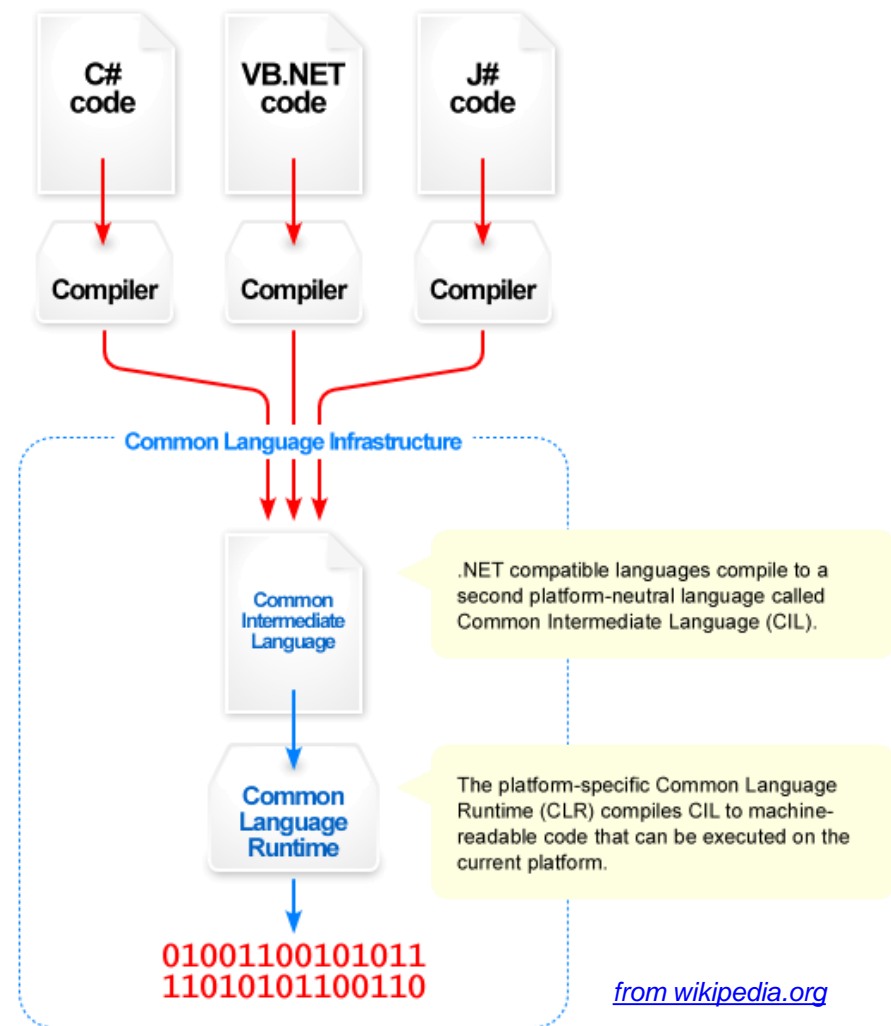 C#
code
VB.NET
code
J#
code
Compiler
Compiler
Compiler
Common Language Infrastructure
Common
Intermediate
Language
.NET compatible languages compile to a
second platform-neutral language called
Common Intermediate Language (CIL).
Common
Language
Runtime
The platform-specific Common Language
Runtime (CLR) compiles CIL to machine-
readable code that can be executed on the
current platform.
01001100101011
11010101100110
from wikipedia.org